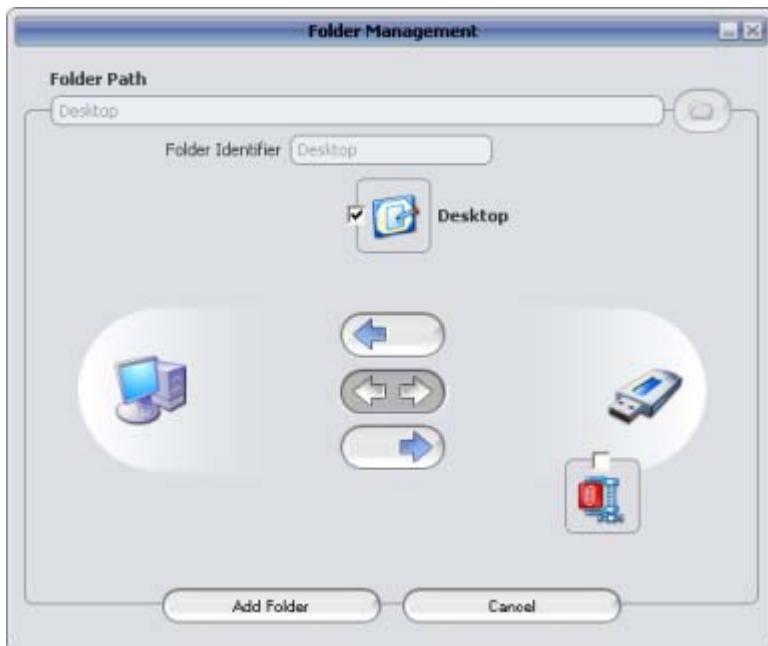 Folder Management
Folder Path
Desktop
Folder Identifier Desktop
Desktop
Add Folder Cancel